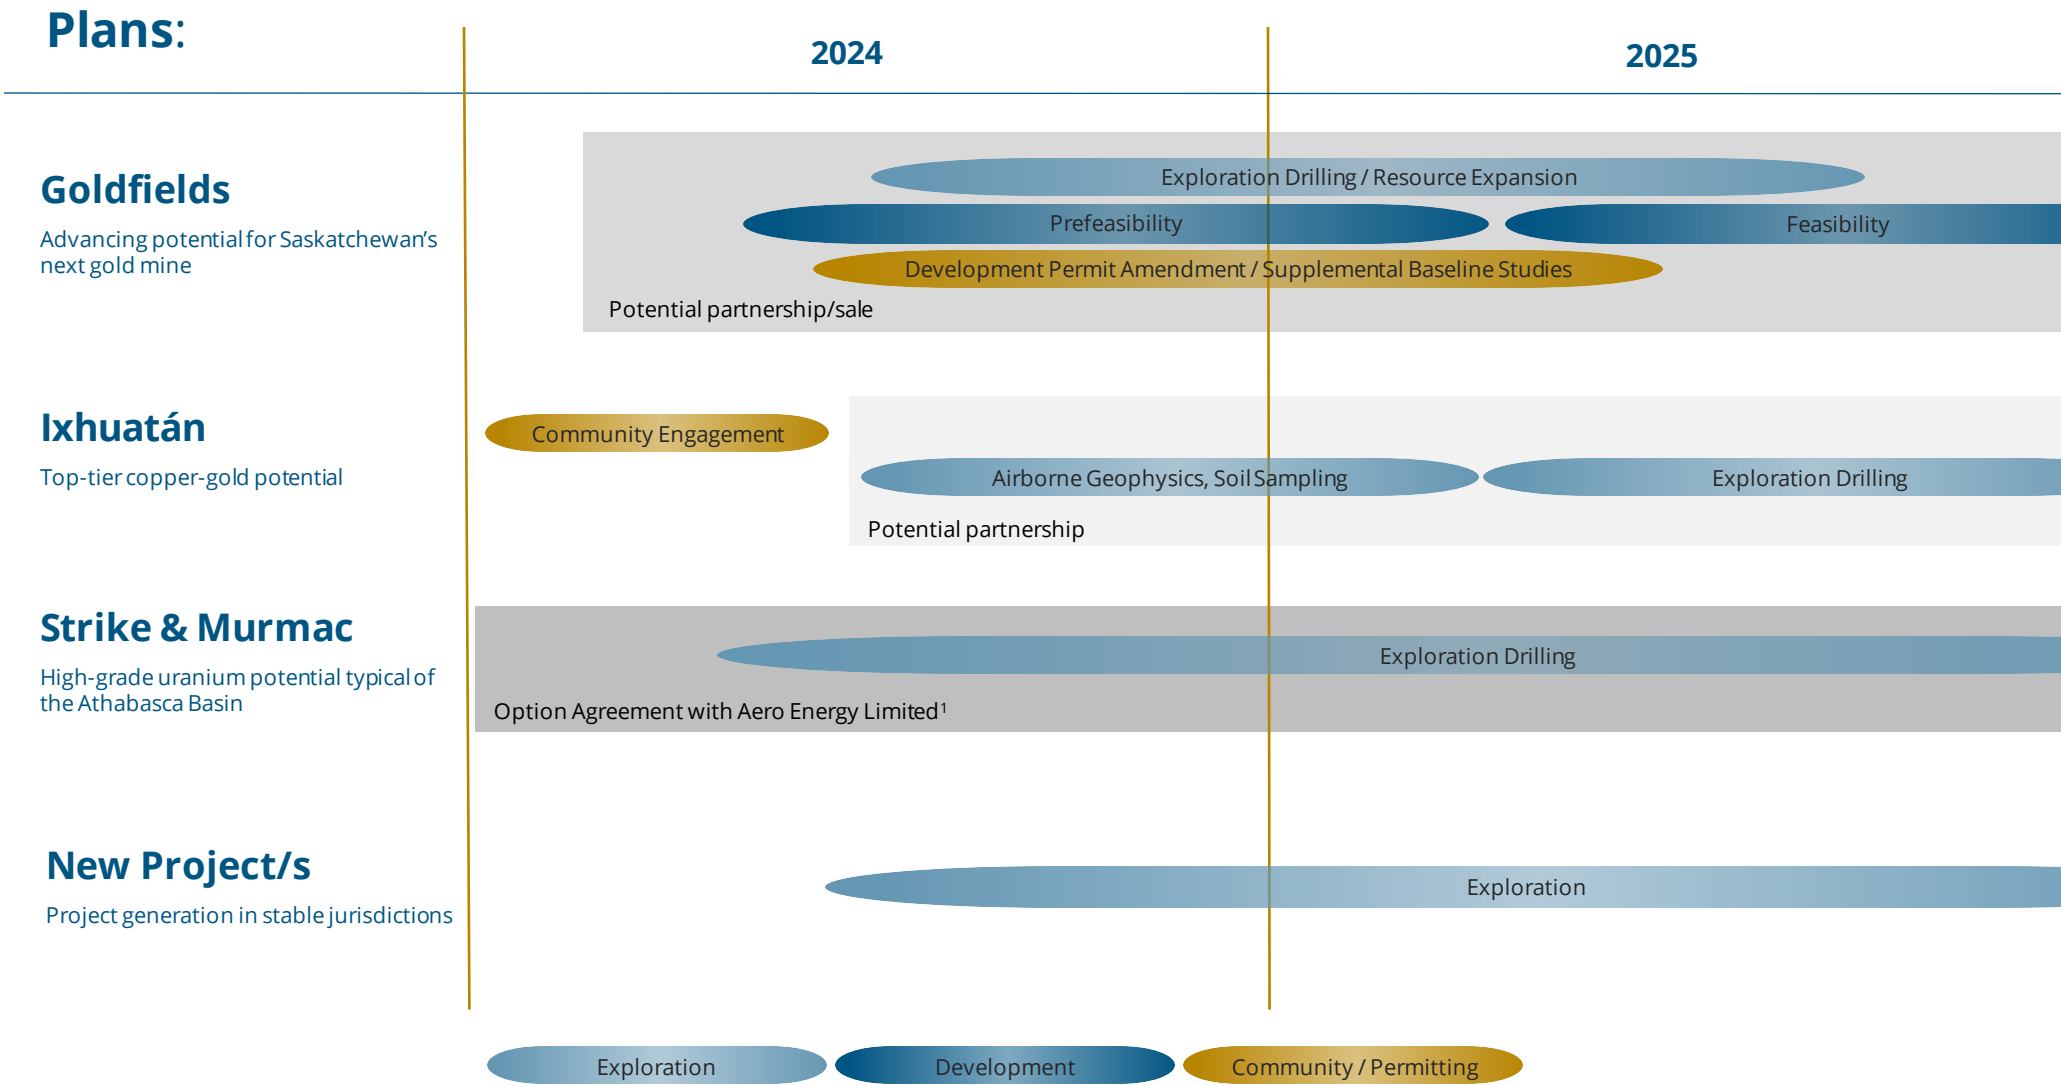 Plans:
2024
2025
Goldfields
Advancing potential for Saskatchewan's
next gold mine
Exploration Drilling / Resource Expansion
Prefeasibility
Feasibility
Development Permit Amendment / Supplemental Baseline Studies
Potential partnership/sale
Ixhuatán
Top-tier copper-gold potential
Community Engagement
Airborne Geophysics, Soil Sampling
Exploration Drilling
Potential partnership
Strike & Murmac
High-grade uranium potential typical of
the Athabasca Basin
Exploration Drilling
Option Agreement with Aero Energy Limited¹
New Project/s
Project generation in stable jurisdictions
Exploration
Exploration
Development
Community / Permitting